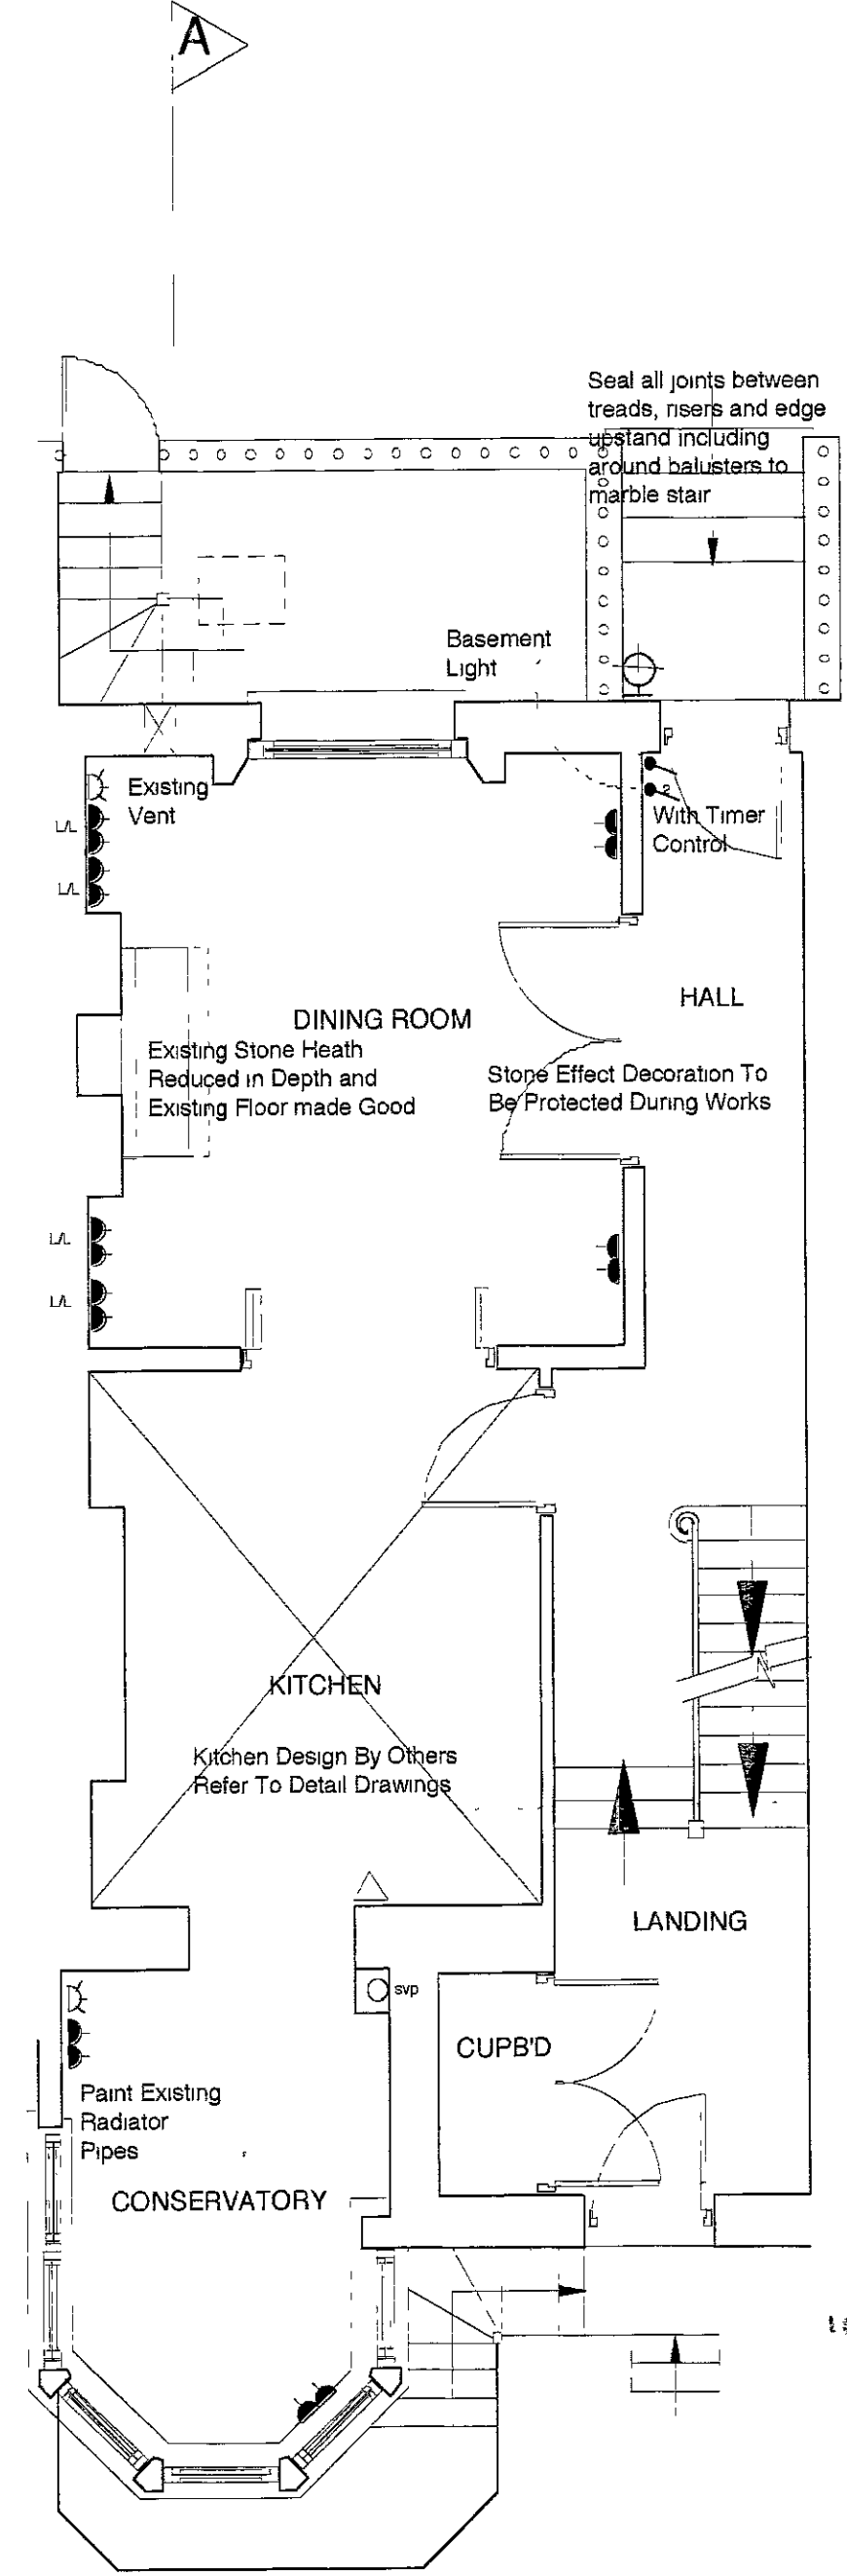 A
Seal all joints between
treads, risers and edge
upstand including
around balusters to
marble stair
Basement
Light
Existing
Vent
L/L
L/L
2
With Timer
Control
HALL
DINING ROOM
Existing Stone Heath
Reduced in Depth and
Existing Floor made Good
Stone Effect Decoration To
Be Protected During Works
L/L
L/L
KITCHEN
Kitchen Design By Others
Refer To Detail Drawings
LANDING
svp
CUPB'D
Paint Existing
Radiator
Pipes
CONSERVATORY